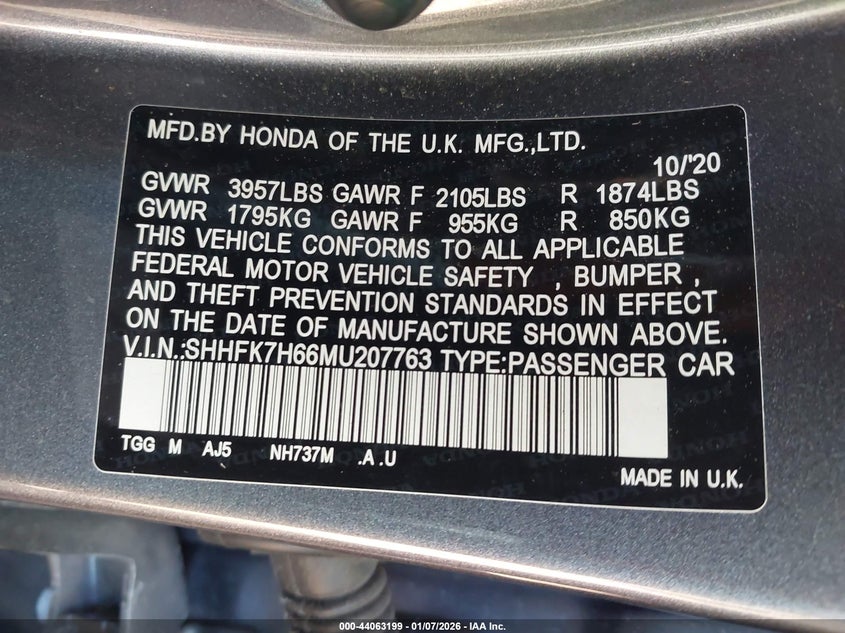 MFD.BY HONDA OF THE U.K. MFG.,LTD.
10/'20
GVWR 3957LBS GAWR F 2105LBS R 1874LBS
GVWR 1795KG GAWR F 955KG R 850KG
THIS VEHICLE CONFORMS TO ALL APPLICABLE
FEDERAL MOTOR VEHICLE SAFETY , BUMPER ,
AND THEFT PREVENTION STANDARDS IN EFFECT
ON THE DATE OF MANUFACTURE SHOWN ABOVE.
V.I.N.:SHHFK7H66MU207763 TYPE:PASSENGER CAR
TGG M AJ5 NH737M .A .U
MADE IN U.K.
000-44063199 - 01/07/2026 - IAA Inc.